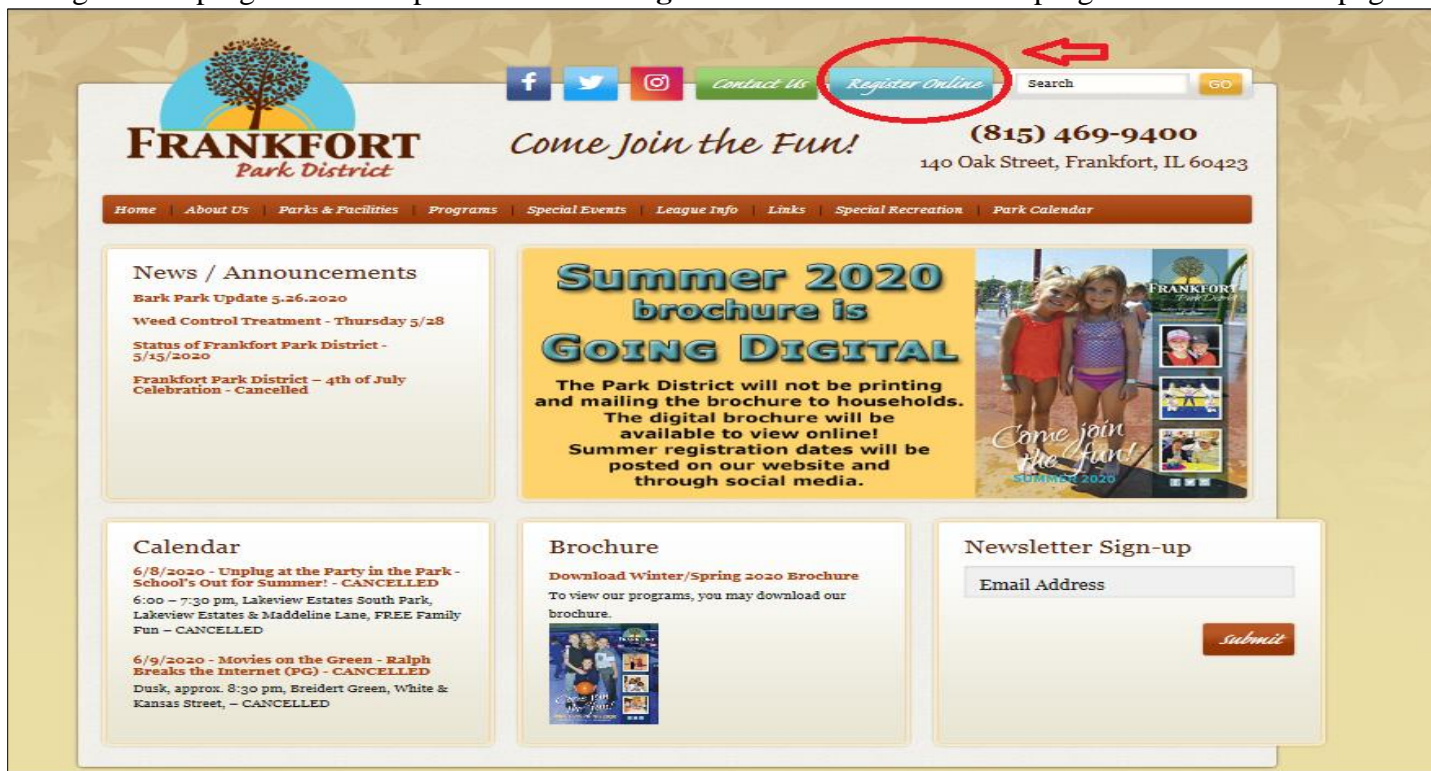 Contact Us
Register Online
Search
GO
FRANKFORT
Park District
Come Join the Fun!
(815) 469-9400
140 Oak Street, Frankfort, IL 60423
Home | About Us | Parks & Facilities | Programs | Special Events | League Info | Links | Special Recreation | Park Calendar
News / Announcements
Bark Park Update 5.26.2020
Weed Control Treatment - Thursday 5/28
Status of Frankfort Park District -
5/15/2020
Frankfort Park District – 4th of July
Celebration - Cancelled
Summer 2020
brochure is
GOING DIGITAL
The Park District will not be printing
and mailing the brochure to households.
The digital brochure will be
available to view online!
Summer registration dates will be
posted on our website and
through social media.
FRANKFORT
Park District
Come join
the fun!
SUMMER 2020
Calendar
6/8/2020 - Unplug at the Party in the Park -
School's Out for Summer! - CANCELLED
6:00 – 7:30 pm, Lakeview Estates South Park,
Lakeview Estates & Maddeline Lane, FREE Family
Fun – CANCELLED
6/9/2020 - Movies on the Green - Ralph
Breaks the Internet (PG) - CANCELLED
Dusk, approx. 8:30 pm, Breidert Green, White &
Kansas Street, – CANCELLED
Brochure
Download Winter/Spring 2020 Brochure
To view our programs, you may download our
brochure.
Come join
the fun!
Newsletter Sign-up
Email Address
Submit